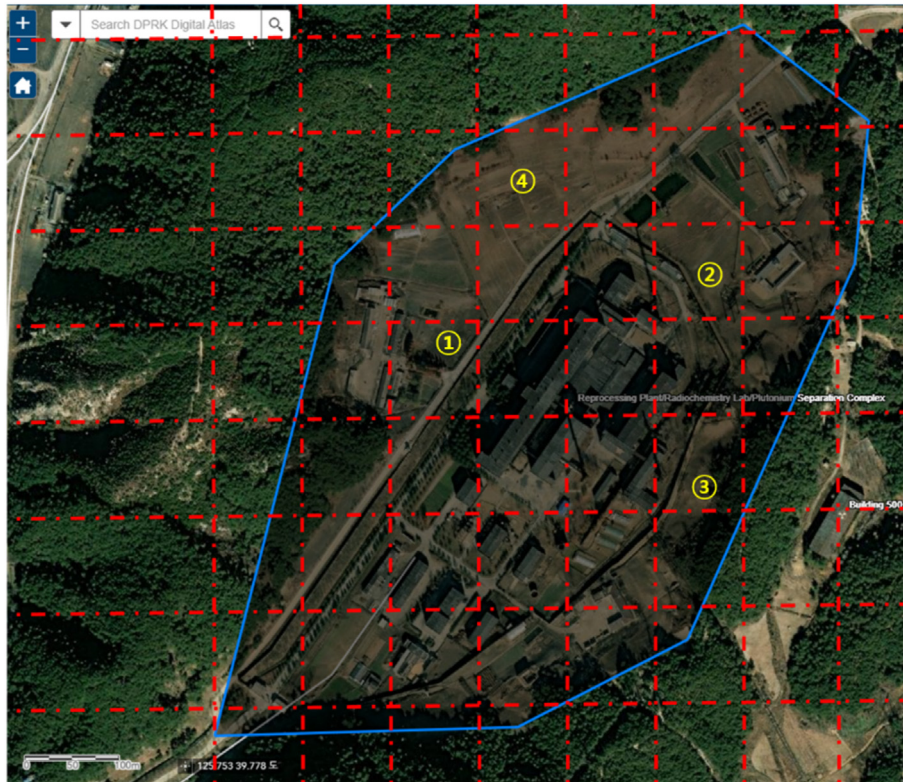 +
Search DPRK Digital Atlas
−
④
②
①
Reprocessing Plant/Radiochemistry Lab/Plutonium Separation Complex
③
Building 500
0 50 100m
125.753 39.778 도